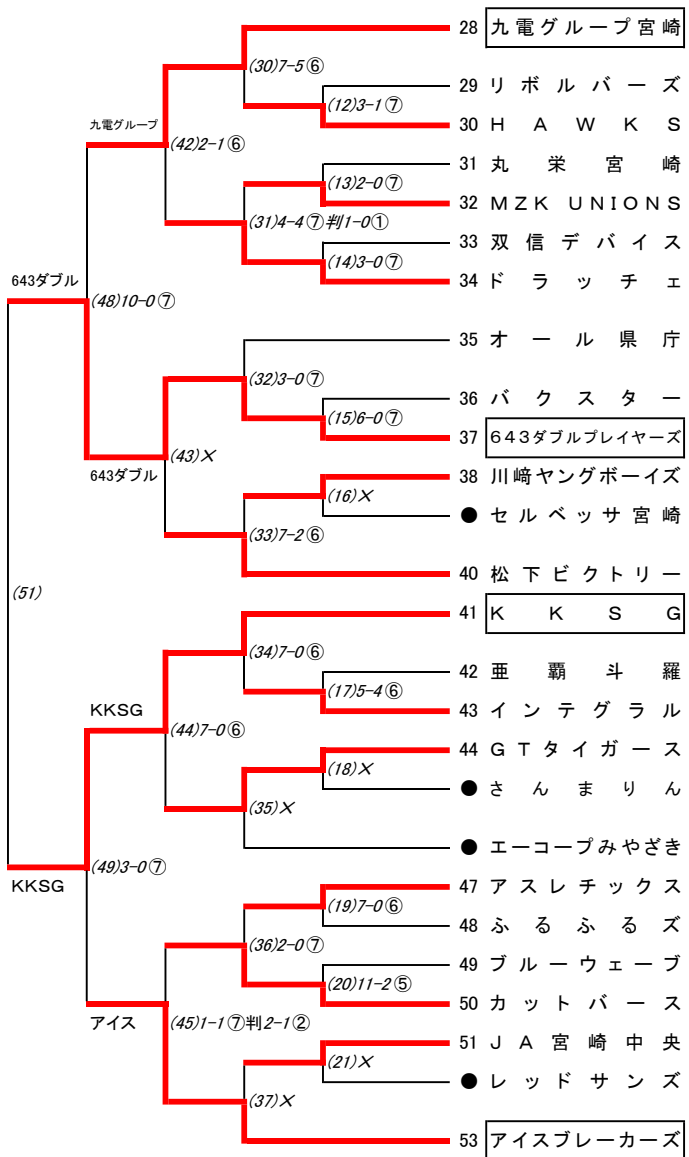 28 九電グループ宮崎
(30)7-5⑥
29 リボルバーズ
(12)3-1⑦
30 HAWKS
九電グループ
(42)2-1⑥
31 丸栄宮崎
(13)2-0⑦
32 MZK UNIONS
(31)4-4⑦判1-0①
33 双信デバイス
(14)3-0⑦
34 ドラッチェ
643ダブル
(48)10-0⑦
35 オール県庁
(32)3-0⑦
36 バクスター
(15)6-0⑦
37 643ダブルプレイヤーズ
(43)×
643ダブル
38 川﨑ヤングボーイズ
(16)×
● セルベッサ宮崎
(33)7-2⑥
40 松下ビクトリー
(51)
41 KKSG
(34)7-0⑥
42 亜覇斗羅
(17)5-4⑥
43 インテグラル
KKSG
(44)7-0⑥
44 GTタイガース
(18)×
● さんまりん
(35)×
● エーコープみやざき
(49)3-0⑦
KKSG
47 アスレチックス
(19)7-0⑥
48 ふるふるズ
(36)2-0⑦
49 ブルーウェーブ
(20)11-2⑤
50 カットバース
アイス
(45)1-1⑦判2-1②
51 JA宮崎中央
(21)×
● レッドサンズ
(37)×
53 アイスブレーカーズ